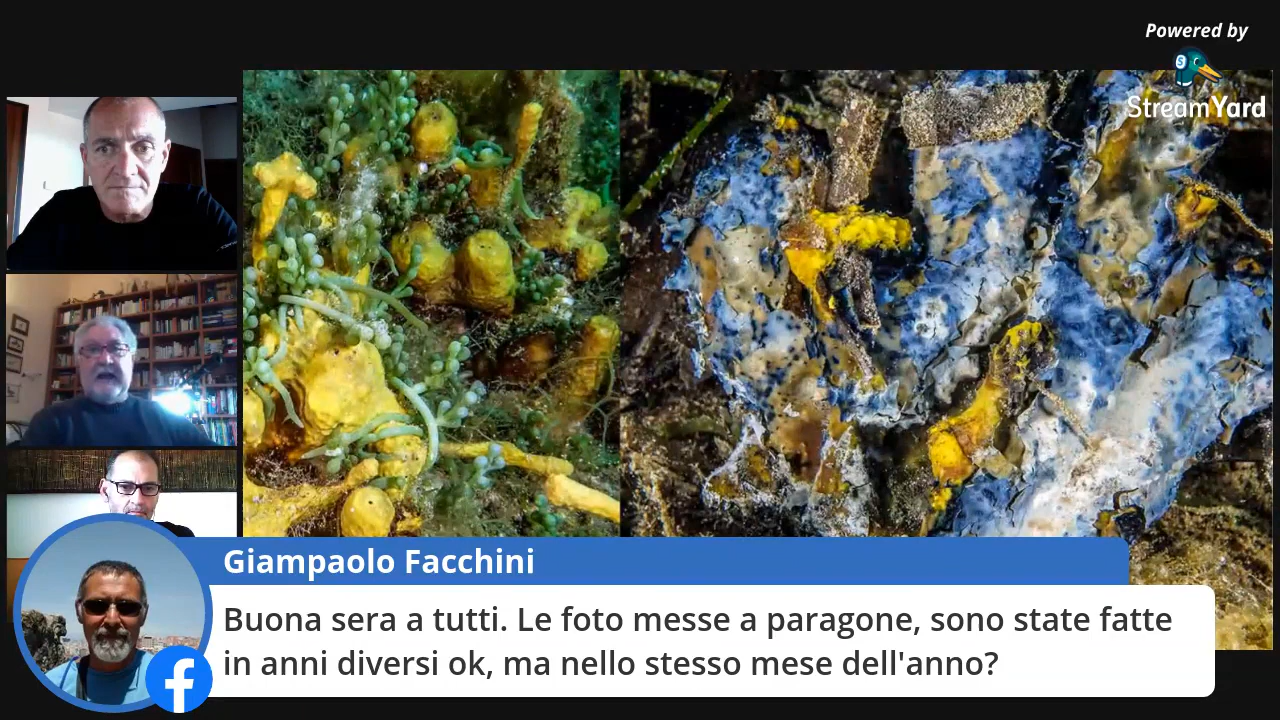 Powered by
StreamYard
Giampaolo Facchini
Buona sera a tutti. Le foto messe a paragone, sono state fatte
in anni diversi ok, ma nello stesso mese dell'anno?